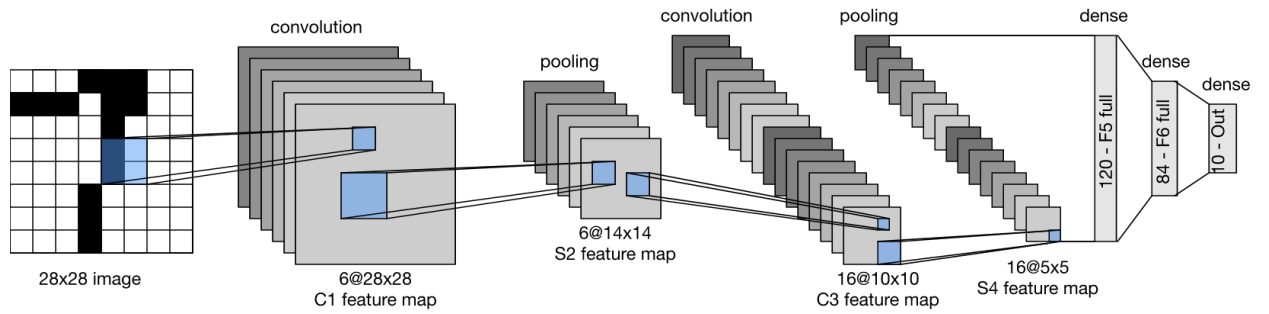 convolution
pooling
convolution
pooling
dense
dense
dense
28x28 image
6@28x28
C1 feature map
6@14x14
S2 feature map
16@10x10
C3 feature map
16@5x5
S4 feature map
120 - F5 full
84 - F6 full
10 - Out